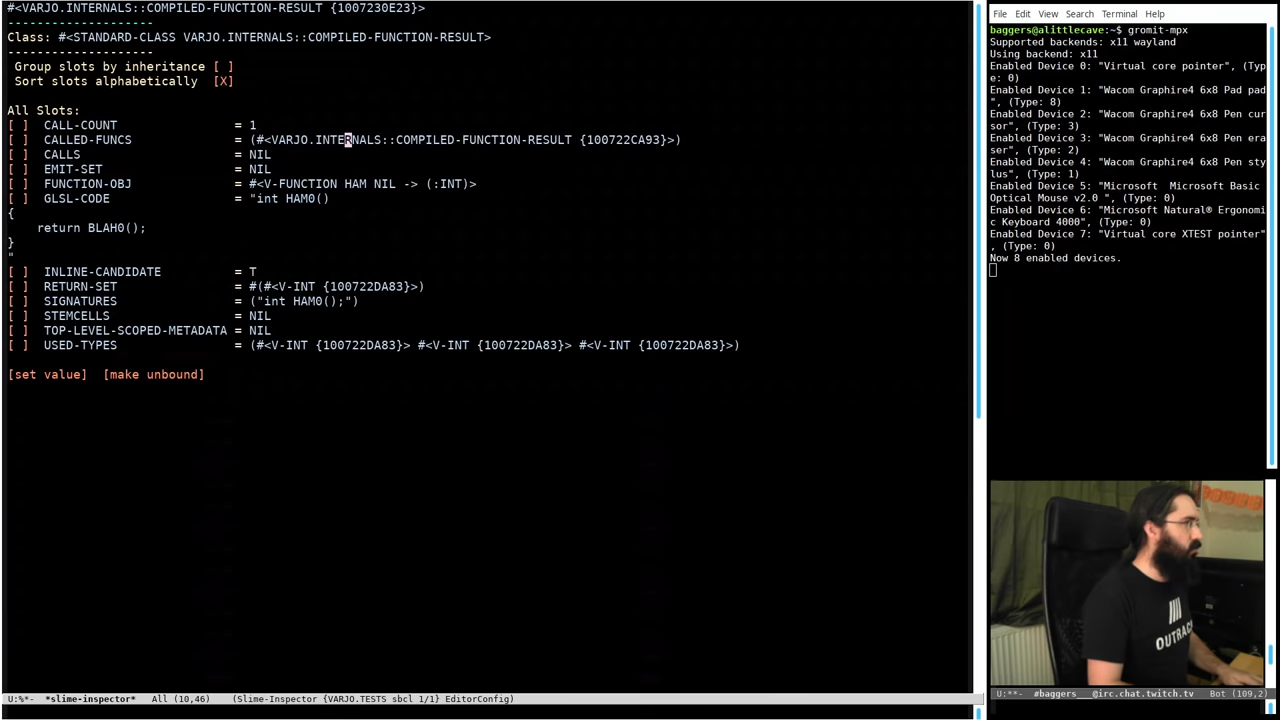 #<VARJO.INTERNALS::COMPILED-FUNCTION-RESULT {1007230E23}>
--------------------
Class: #<STANDARD-CLASS VARJO.INTERNALS::COMPILED-FUNCTION-RESULT>
--------------------
Group slots by inheritance [ ]
Sort slots alphabetically [X]
All Slots:
[ ] CALL-COUNT = 1
[ ] CALLED-FUNCS = (#<VARJO.INTERNALS::COMPILED-FUNCTION-RESULT {100722CA93}>)
[ ] CALLS = NIL
[ ] EMIT-SET = NIL
[ ] FUNCTION-OBJ = #<V-FUNCTION HAM NIL -> (:INT)>
[ ] GLSL-CODE = "int HAM0()
{
return BLAH0();
}
"
[ ] INLINE-CANDIDATE = T
[ ] RETURN-SET = #(#<V-INT {100722DA83}>)
[ ] SIGNATURES = ("int HAM0();")
[ ] STEMCELLS = NIL
[ ] TOP-LEVEL-SCOPED-METADATA = NIL
[ ] USED-TYPES = (#<V-INT {100722DA83}> #<V-INT {100722DA83}> #<V-INT {100722DA83}>)
[set value] [make unbound]
U:%*- *slime-inspector* All (10,46) (Slime-Inspector {VARJO.TESTS sbcl 1/1} EditorConfig)
File Edit View Search Terminal Help
baggers@alittlecave:~$ gromit-mpx
Supported backends: x11 wayland
Using backend: x11
Enabled Device 0: "Virtual core pointer", (Typ
e: 0)
Enabled Device 1: "Wacom Graphire4 6x8 Pad pad
", (Type: 8)
Enabled Device 2: "Wacom Graphire4 6x8 Pen cur
sor", (Type: 3)
Enabled Device 3: "Wacom Graphire4 6x8 Pen era
ser", (Type: 2)
Enabled Device 4: "Wacom Graphire4 6x8 Pen sty
lus", (Type: 1)
Enabled Device 5: "Microsoft  Microsoft Basic
Optical Mouse v2.0 ", (Type: 0)
Enabled Device 6: "Microsoft Natural® Ergonomi
c Keyboard 4000", (Type: 0)
Enabled Device 7: "Virtual core XTEST pointer"
, (Type: 0)
Now 8 enabled devices.
OUTRAC
U:**- #baggers___@irc.chat.twitch.tv Bot (109,2)